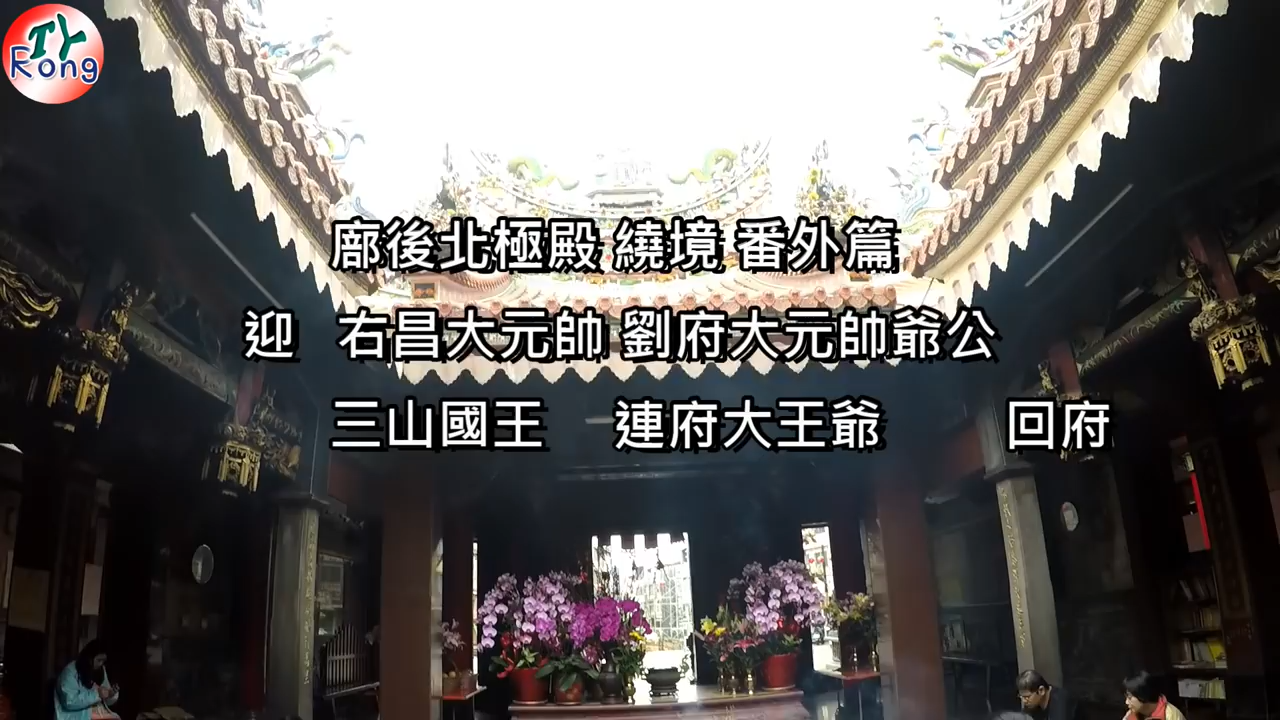 TY
Rong
廍後北極殿 繞境 番外篇
迎 右昌大元帥 劉府大元帥爺公
三山國王 連府大王爺 回府